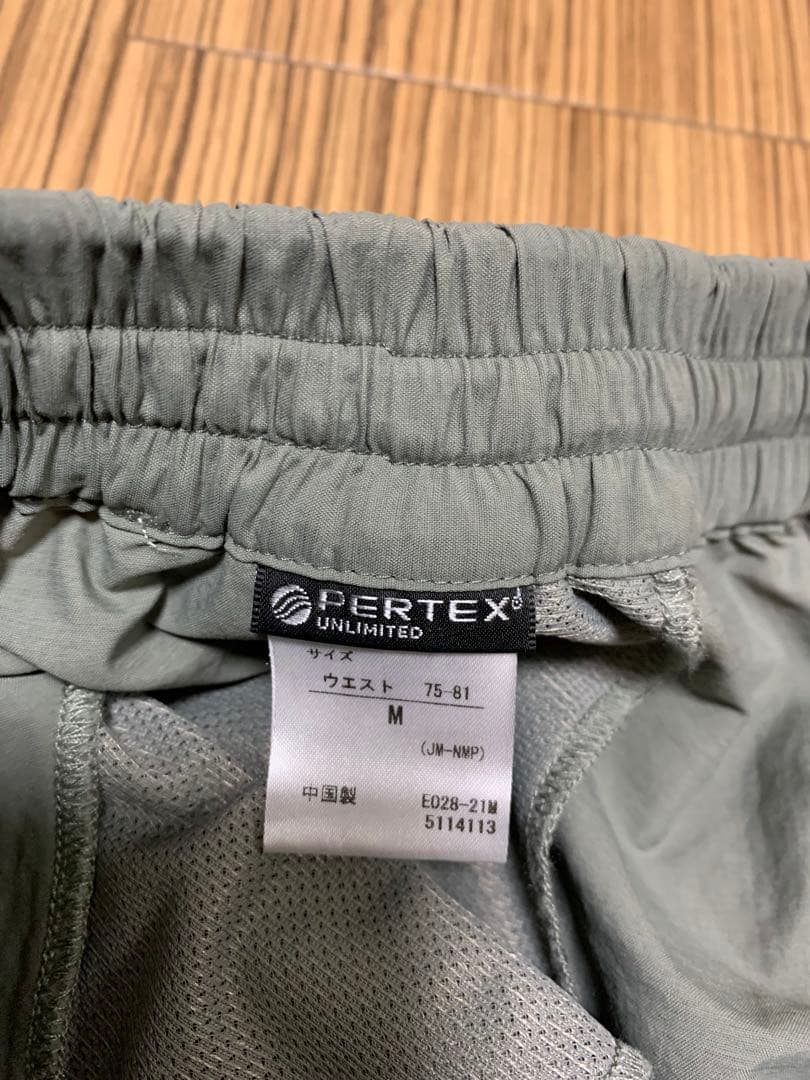 PERTEX
UNLIMITED
サイズ
ウエスト 75-81
M
(JM-NMP)
中国製 E028-21M
5114113